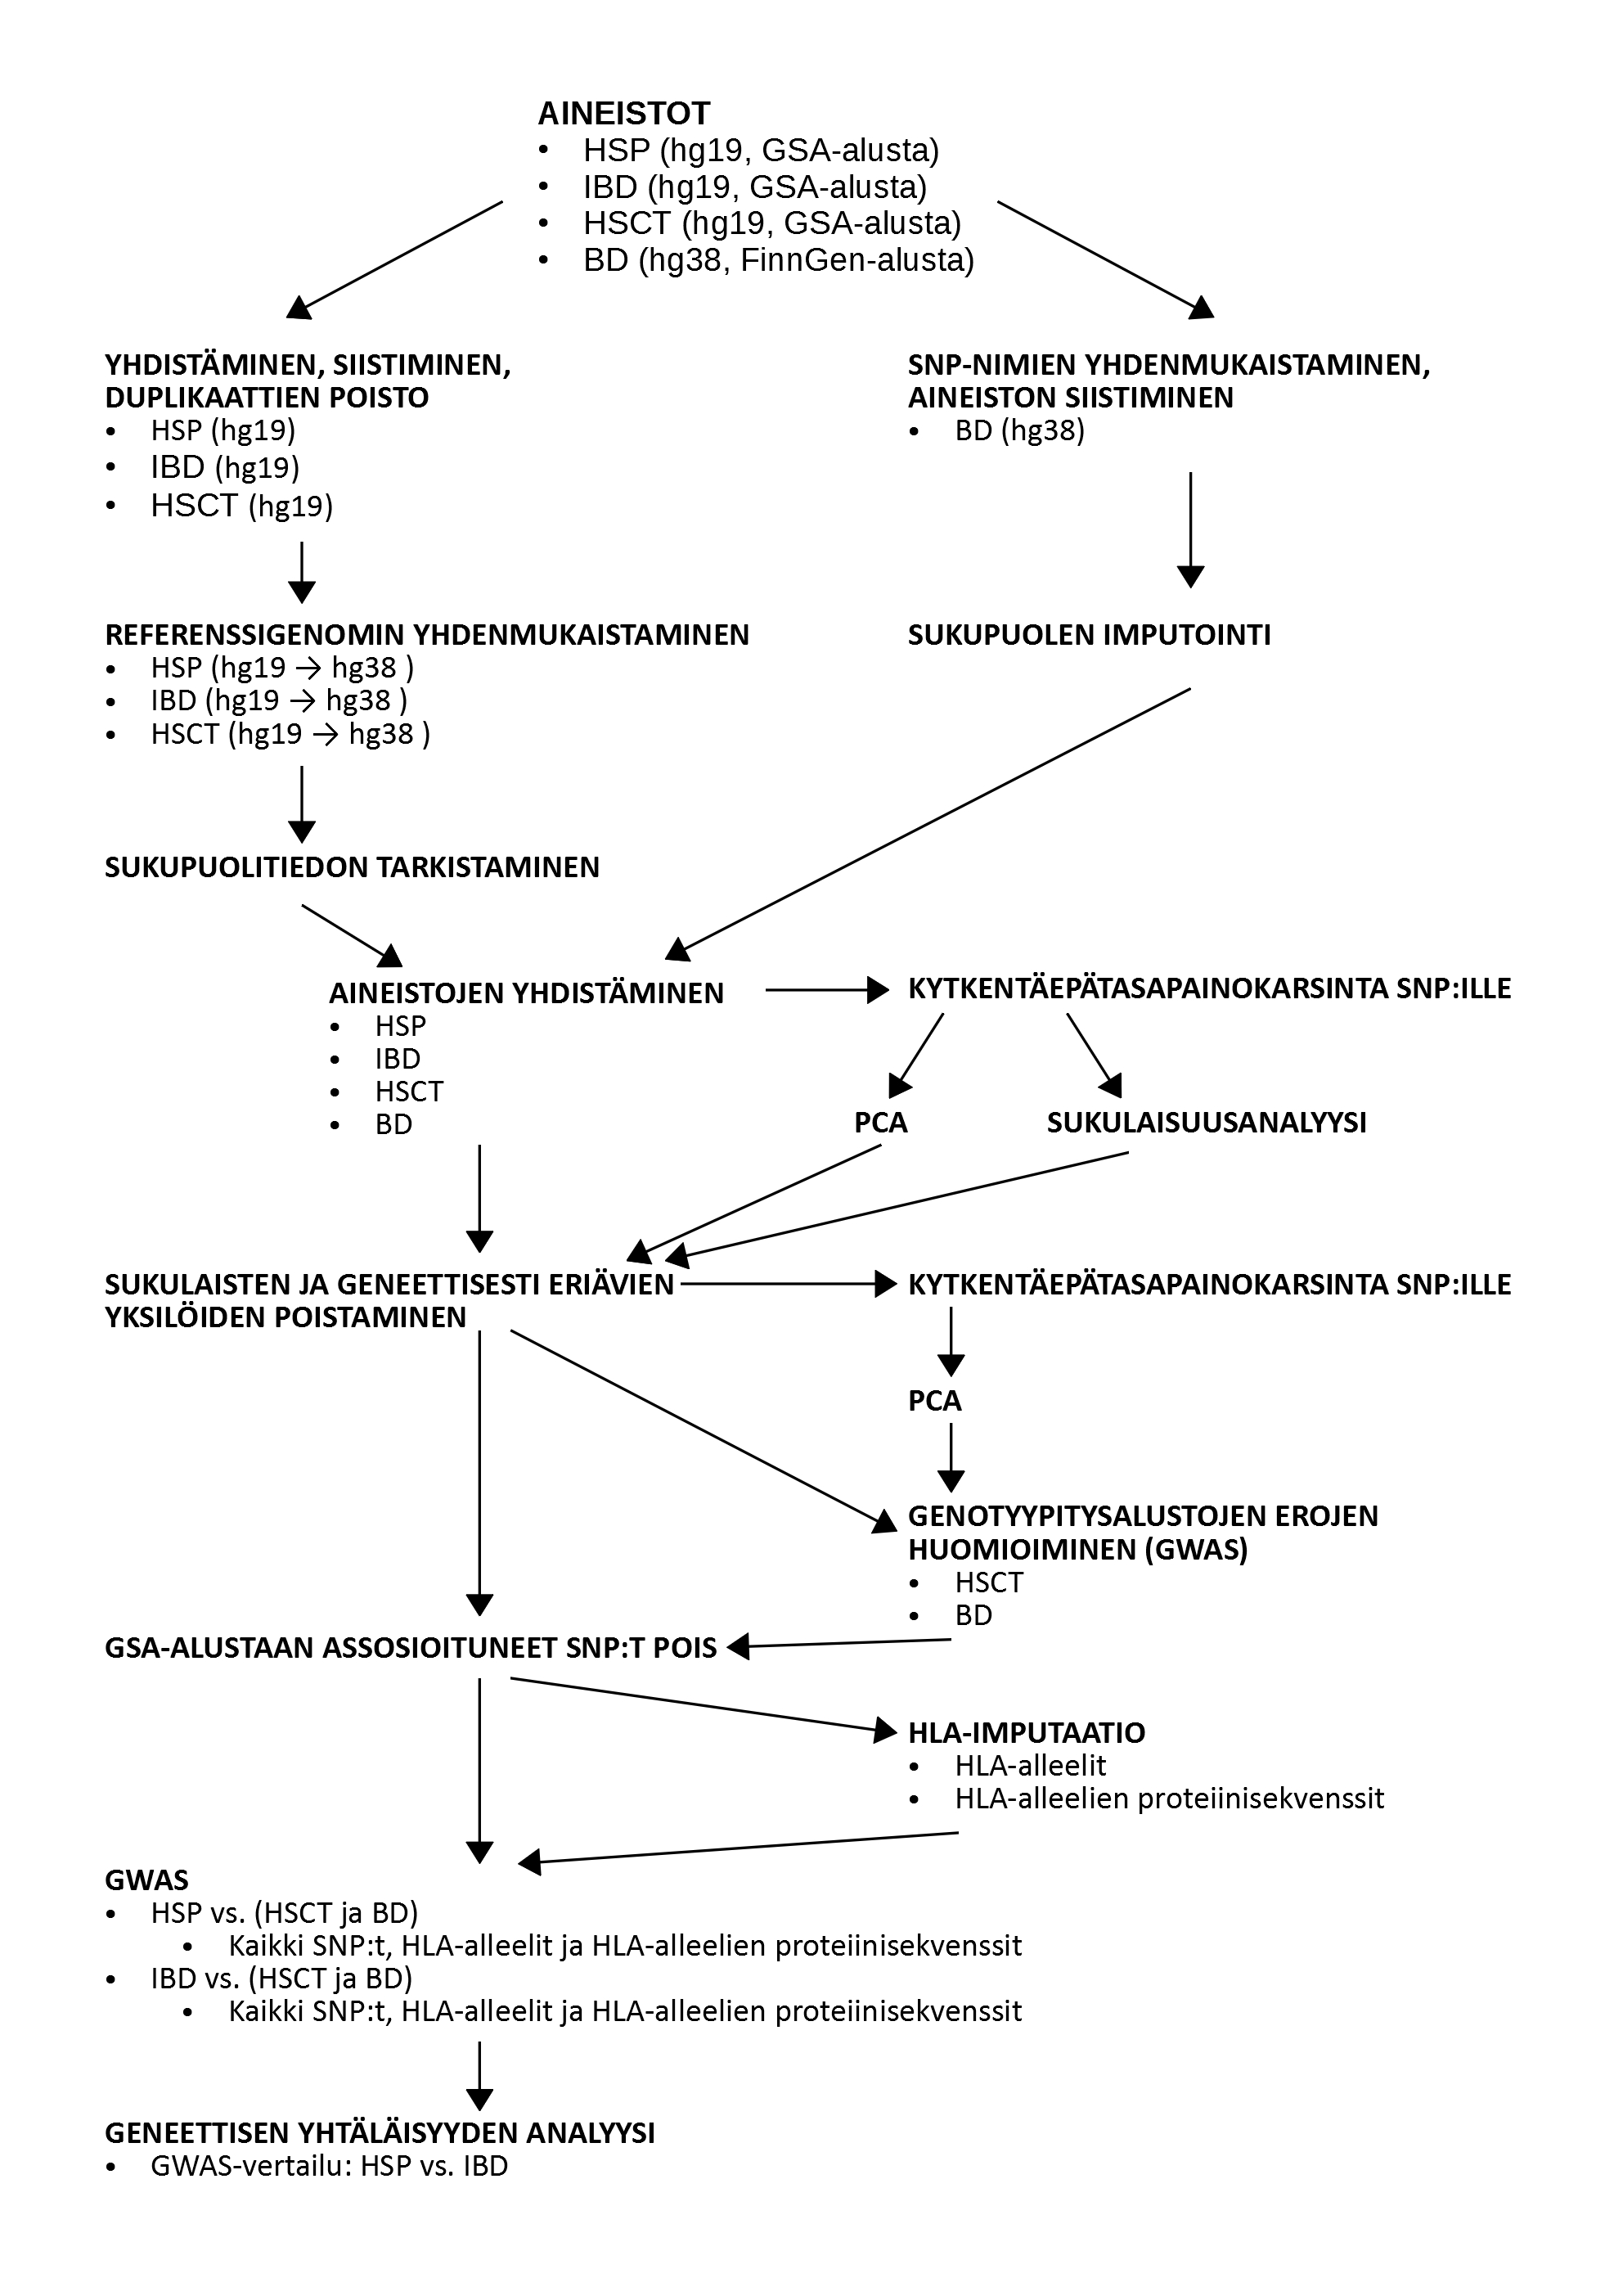 AINEISTOT
• HSP (hg19, GSA-alusta)
• IBD (hg19, GSA-alusta)
• HSCT (hg19, GSA-alusta)
• BD (hg38, FinnGen-alusta)
YHDISTÄMINEN, SIISTIMINEN,
DUPLIKAATTIEN POISTO
• HSP (hg19)
• IBD (hg19)
• HSCT (hg19)
SNP-NIMIEN YHDENMUKAISTAMINEN,
AINEISTON SIISTIMINEN
• BD (hg38)
REFERENSSIGENOMIN YHDENMUKAISTAMINEN
• HSP (hg19 → hg38 )
• IBD (hg19 → hg38 )
• HSCT (hg19 → hg38 )
SUKUPUOLEN IMPUTOINTI
SUKUPUOLITIEDON TARKISTAMINEN
AINEISTOJEN YHDISTÄMINEN
• HSP
• IBD
• HSCT
• BD
KYTKENTÄEPÄTASAPAINOKARSINTA SNP:ILLE
PCA
SUKULAISUUSANALYYSI
SUKULAISTEN JA GENEETTISESTI ERIÄVIEN
YKSILÖIDEN POISTAMINEN
KYTKENTÄEPÄTASAPAINOKARSINTA SNP:ILLE
PCA
GENOTYYPITYSALUSTOJEN EROJEN
HUOMIOIMINEN (GWAS)
• HSCT
• BD
GSA-ALUSTAAN ASSOSIOITUNEET SNP:T POIS
HLA-IMPUTAATIO
• HLA-alleelit
• HLA-alleelien proteiinisekvenssit
GWAS
• HSP vs. (HSCT ja BD)
• Kaikki SNP:t, HLA-alleelit ja HLA-alleelien proteiinisekvenssit
• IBD vs. (HSCT ja BD)
• Kaikki SNP:t, HLA-alleelit ja HLA-alleelien proteiinisekvenssit
GENEETTISEN YHTÄLÄISYYDEN ANALYYSI
• GWAS-vertailu: HSP vs. IBD